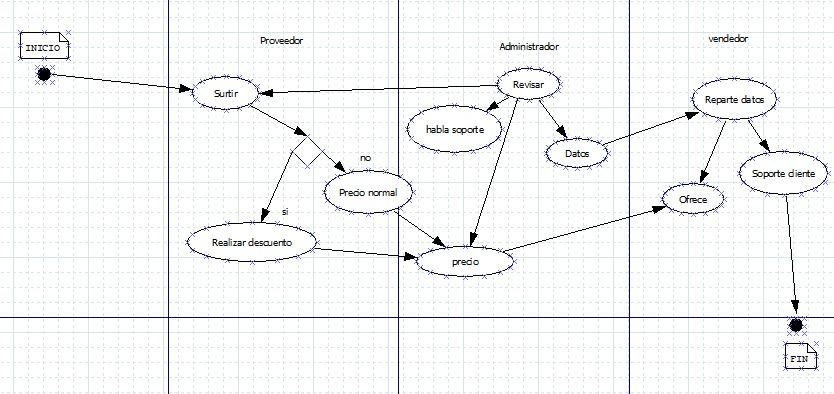 INICIO
Proveedor
Administrador
vendedor
Surtir
Revisar
Reparte datos
habla soporte
Datos
no
Precio normal
Soporte cliente
Ofrece
si
Realizar descuento
precio
FIN